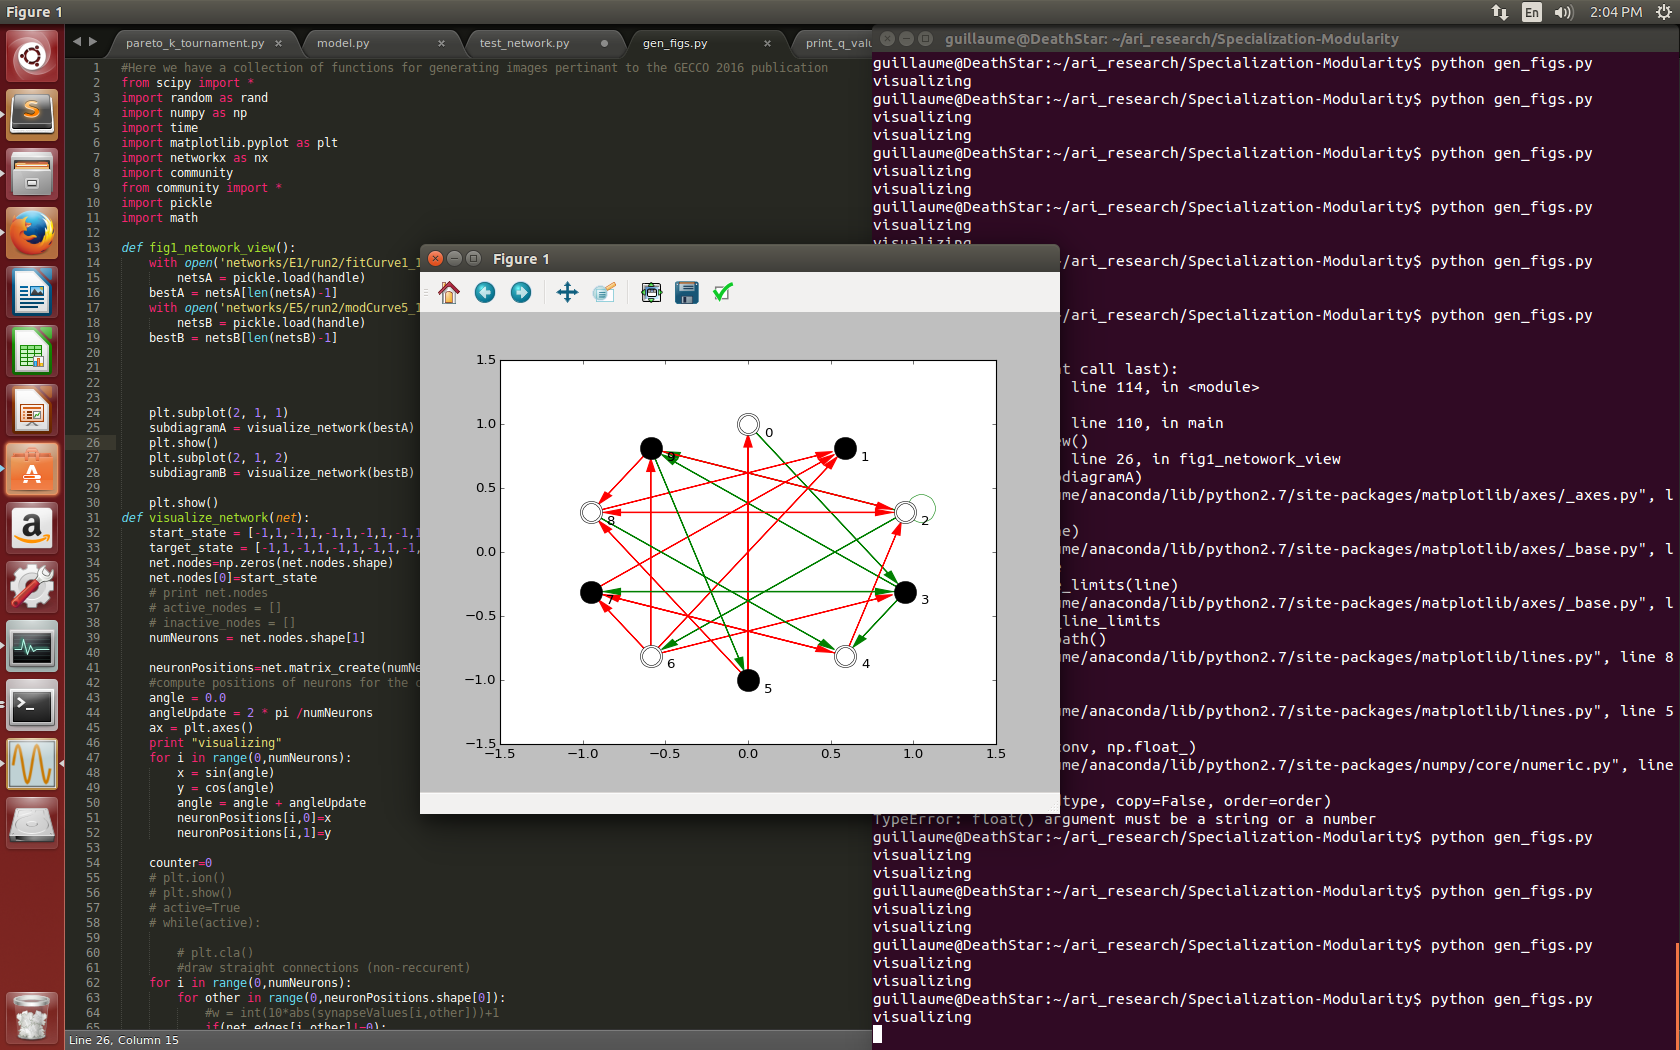 Figure 1
En
2:04 PM
pareto_k_tournament.py ×
model.py ×
test_network.py
gen_figs.py ×
print_q_valu
1 #Here we have a collection of functions for generating images pertinant to the GECCO 2016 publication
2 from scipy import *
3 import random as rand
4 import numpy as np
5 import time
6 import matplotlib.pyplot as plt
7 import networkx as nx
8 import community
9 from community import *
10 import pickle
11 import math
12
13 def fig1_netowork_view():
14 with open('networks/E1/run2/fitCurve1_1
15 netsA = pickle.load(handle)
16 bestA = netsA[len(netsA)-1]
17 with open('networks/E5/run2/modCurve5_1
18 netsB = pickle.load(handle)
19 bestB = netsB[len(netsB)-1]
20
21
22
23
24 plt.subplot(2, 1, 1)
25 subdiagramA = visualize_network(bestA)
26 plt.show()
27 plt.subplot(2, 1, 2)
28 subdiagramB = visualize_network(bestB)
29
30 plt.show()
31 def visualize_network(net):
32 start_state = [-1,1,-1,1,-1,1,-1,1,-1,1
33 target_state = [-1,1,-1,1,-1,1,-1,1,-1,
34 net.nodes=np.zeros(net.nodes.shape)
35 net.nodes[0]=start_state
36 # print net.nodes
37 # active_nodes = []
38 # inactive_nodes = []
39 numNeurons = net.nodes.shape[1]
40
41 neuronPositions=net.matrix_create(numNe
42 #compute positions of neurons for the c
43 angle = 0.0
44 angleUpdate = 2 * pi /numNeurons
45 ax = plt.axes()
46 print "visualizing"
47 for i in range(0,numNeurons):
48 x = sin(angle)
49 y = cos(angle)
50 angle = angle + angleUpdate
51 neuronPositions[i,0]=x
52 neuronPositions[i,1]=y
53
54 counter=0
55 # plt.ion()
56 # plt.show()
57 # active=True
58 # while(active):
59
60 # plt.cla()
61 #draw straight connections (non-reccurent)
62 for i in range(0,numNeurons):
63 for other in range(0,neuronPositions.shape[0]):
64 #w = int(10*abs(synapseValues[i,other]))+1
65 if(net.edges[i,other]!=0):
Line 26, Column 15
Figure 1
1.5
1.0
0.5
0.0
−0.5
−1.0
−1.5
−1.5 −1.0 −0.5 0.0 0.5 1.0 1.5
0
1
2
3
4
5
6
7
8
9
guillaume@DeathStar: ~/ari_research/Specialization-Modularity
guillaume@DeathStar:~/ari_research/Specialization-Modularity$ python gen_figs.py
visualizing
guillaume@DeathStar:~/ari_research/Specialization-Modularity$ python gen_figs.py
visualizing
visualizing
guillaume@DeathStar:~/ari_research/Specialization-Modularity$ python gen_figs.py
visualizing
visualizing
guillaume@DeathStar:~/ari_research/Specialization-Modularity$ python gen_figs.py
visualizing
visualizing
/ari_research/Specialization-Modularity$ python gen_figs.py
/ari_research/Specialization-Modularity$ python gen_figs.py
t call last):
line 114, in <module>
line 110, in main
w()
line 26, in fig1_netowork_view
diagramA)
me/anaconda/lib/python2.7/site-packages/matplotlib/axes/_axes.py", l
e)
me/anaconda/lib/python2.7/site-packages/matplotlib/axes/_base.py", l
_limits(line)
me/anaconda/lib/python2.7/site-packages/matplotlib/axes/_base.py", l
line_limits
ath()
me/anaconda/lib/python2.7/site-packages/matplotlib/lines.py", line 8
me/anaconda/lib/python2.7/site-packages/matplotlib/lines.py", line 5
conv, np.float_)
me/anaconda/lib/python2.7/site-packages/numpy/core/numeric.py", line
dtype, copy=False, order=order)
TypeError: float() argument must be a string or a number
guillaume@DeathStar:~/ari_research/Specialization-Modularity$ python gen_figs.py
visualizing
visualizing
guillaume@DeathStar:~/ari_research/Specialization-Modularity$ python gen_figs.py
visualizing
visualizing
guillaume@DeathStar:~/ari_research/Specialization-Modularity$ python gen_figs.py
visualizing
visualizing
guillaume@DeathStar:~/ari_research/Specialization-Modularity$ python gen_figs.py
visualizing